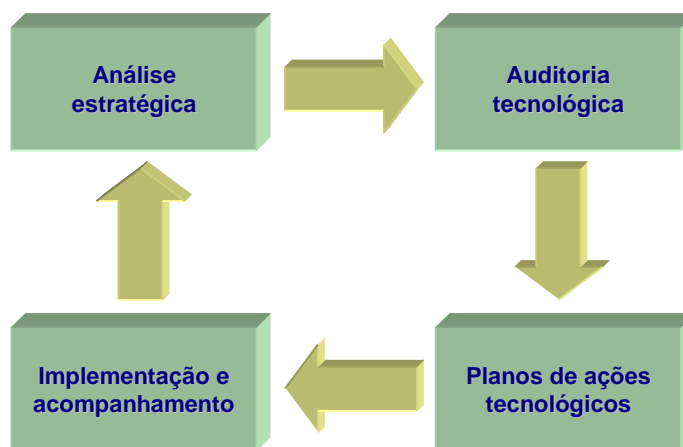 Análise
estratégica
Auditoria
tecnológica
Implementação e
acompanhamento
Planos de ações
tecnológicos